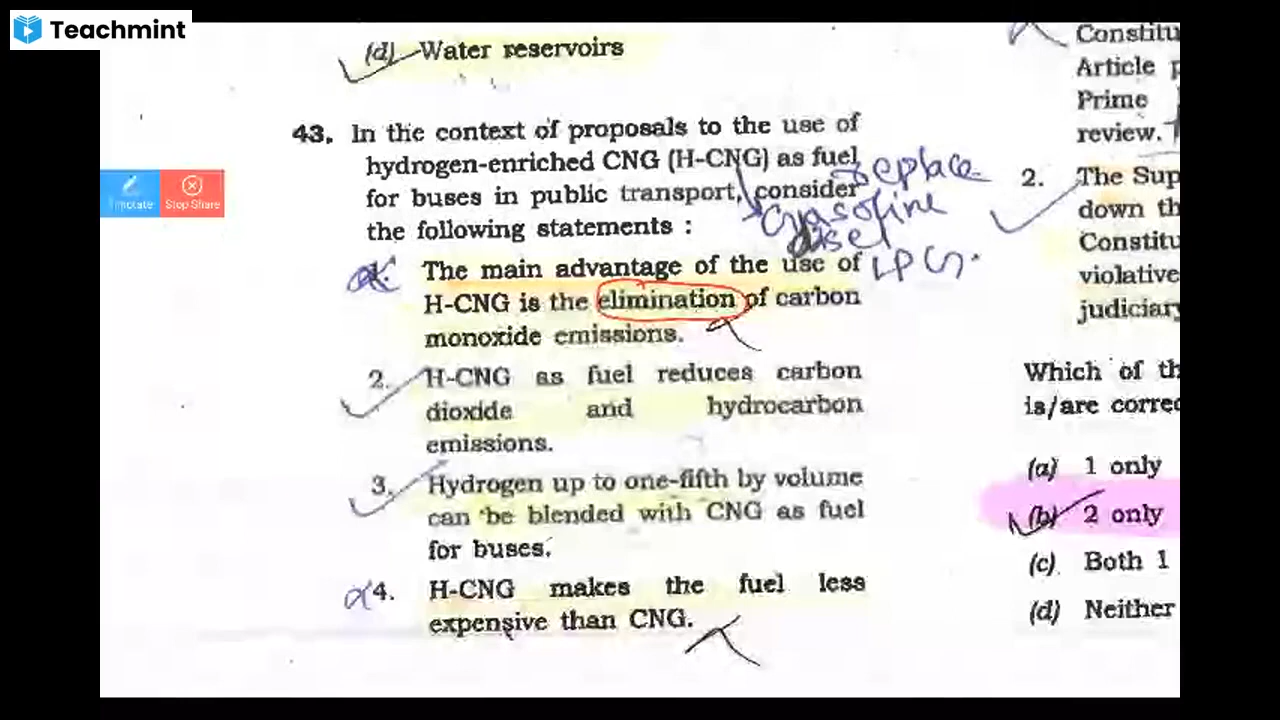 Teachmint
(d) Water reservoirs
43. In the context of proposals to the use of
hydrogen-enriched CNG (H-CNG) as fuel
for buses in public transport, consider
the following statements :
replace
Gasoline
LPG.
1. The main advantage of the use of
H-CNG is the elimination of carbon
monoxide emissions.
2. H-CNG as fuel reduces carbon
dioxide and hydrocarbon
emissions.
3. Hydrogen up to one-fifth by volume
can be blended with CNG as fuel
for buses.
4. H-CNG makes the fuel less
expensive than CNG.
Stop Share
Constitu
Article p
Prime
review.
2. The Sup
down th
Constitu
violative
judiciary
Which of th
is/are correc
(a) 1 only
(b) 2 only
(c) Both 1
(d) Neither